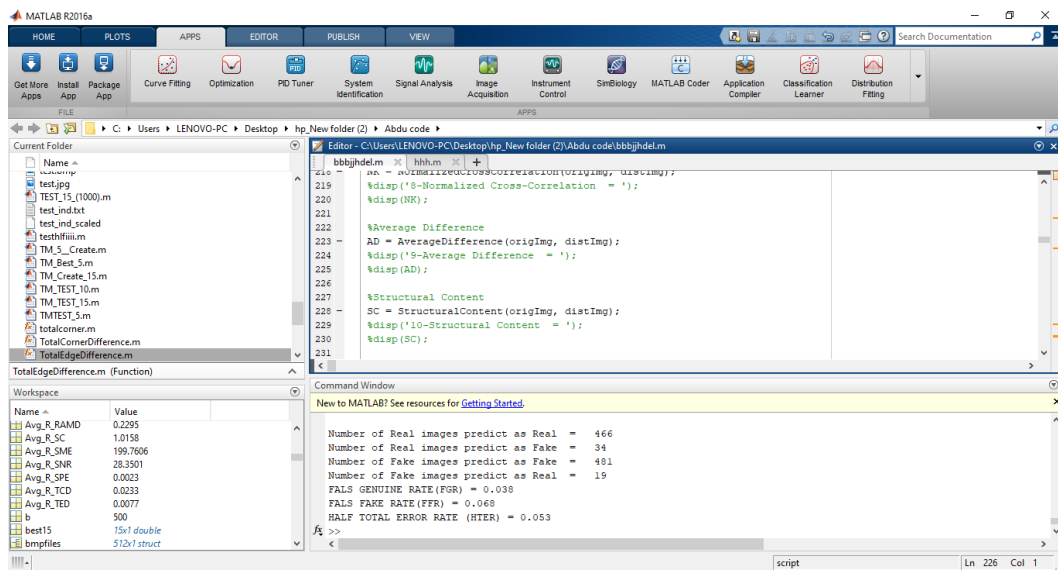 MATLAB R2016a
HOME PLOTS APPS EDITOR PUBLISH VIEW Search Documentation
Get More Apps Install App Package App Curve Fitting Optimization PID Tuner System Identification Signal Analysis Image Acquisition Instrument Control SimBiology MATLAB Coder Application Compiler Classification Learner Distribution Fitting
FILE APPS
C: Users LENOVO-PC Desktop hp_New folder (2) Abdu code
Current Folder
Name
test.bmp
test.jpg
TEST_15_(1000).m
test_ind.txt
test_ind_scaled
testhlfiiii.m
TM_5__Create.m
TM_Best_5.m
TM_Create_15.m
TM_TEST_10.m
TM_TEST_15.m
TMTEST_5.m
totalcorner.m
TotalCornerDifference.m
TotalEdgeDifference.m
TotalEdgeDifference.m (Function)
Workspace
Name Value
Avg_R_RAMD 0.2295
Avg_R_SC 1.0158
Avg_R_SME 199.7606
Avg_R_SNR 28.3501
Avg_R_SPE 0.0023
Avg_R_TCD 0.0233
Avg_R_TED 0.0077
b 500
best15 15x1 double
bmpfiles 512x1 struct
Editor - C:\Users\LENOVO-PC\Desktop\hp_New folder (2)\Abdu code\bbbjjhdel.m
bbbjjhdel.m hhh.m
218 NK = NormalizedCrossCorrelation(origImg, distImg);
219 %disp('8-Normalized Cross-Correlation = ');
220 %disp(NK);
221
222 %Average Difference
223 AD = AverageDifference(origImg, distImg);
224 %disp('9-Average Difference = ');
225 %disp(AD);
226
227 %Structural Content
228 SC = StructuralContent(origImg, distImg);
229 %disp('10-Structural Content = ');
230 %disp(SC);
231
Command Window
New to MATLAB? See resources for Getting Started.
Number of Real images predict as Real = 466
Number of Real images predict as Fake = 34
Number of Fake images predict as Fake = 481
Number of Fake images predict as Real = 19
FALS GENUINE RATE(FGR) = 0.038
FALS FAKE RATE(FFR) = 0.068
HALF TOTAL ERROR RATE (HTER) = 0.053
fx >>
script Ln 226 Col 1